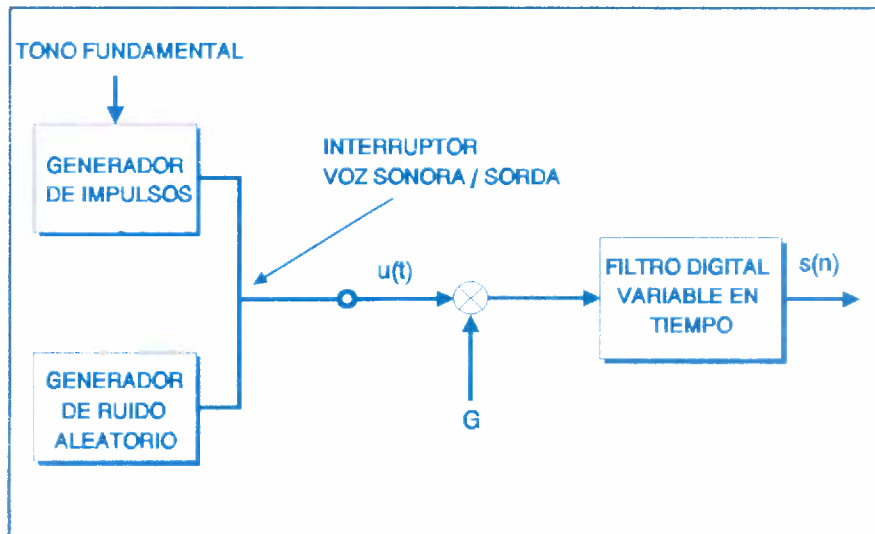 TONO FUNDAMENTAL
GENERADOR
DE IMPULSOS
INTERRUPTOR
VOZ SONORA / SORDA
u(t)
FILTRO DIGITAL
VARIABLE EN
TIEMPO
s(n)
GENERADOR
DE RUIDO
ALEATORIO
G